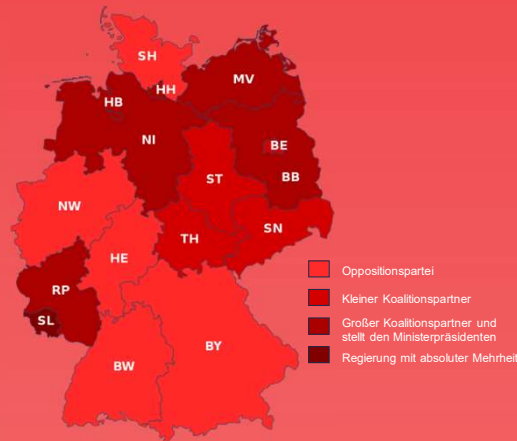 SH
HH
MV
HB
NI
BE
BB
ST
NW
TH
SN
HE
RP
SL
BW
BY
Oppositionspartei
Kleiner Koalitionspartner
Großer Koalitionspartner und
stellt den Ministerpräsidenten
Regierung mit absoluter Mehrheit